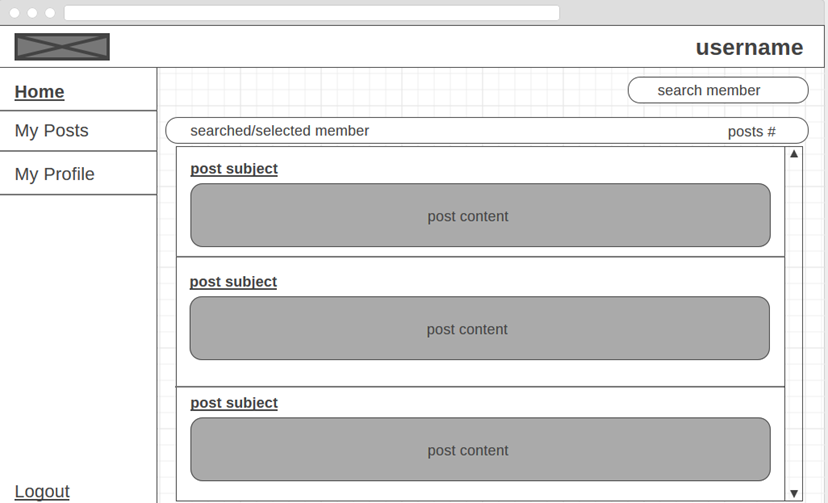 username
Home
My Posts
My Profile
Logout
search member
searched/selected member posts #
post subject
post content
post subject
post content
post subject
post content